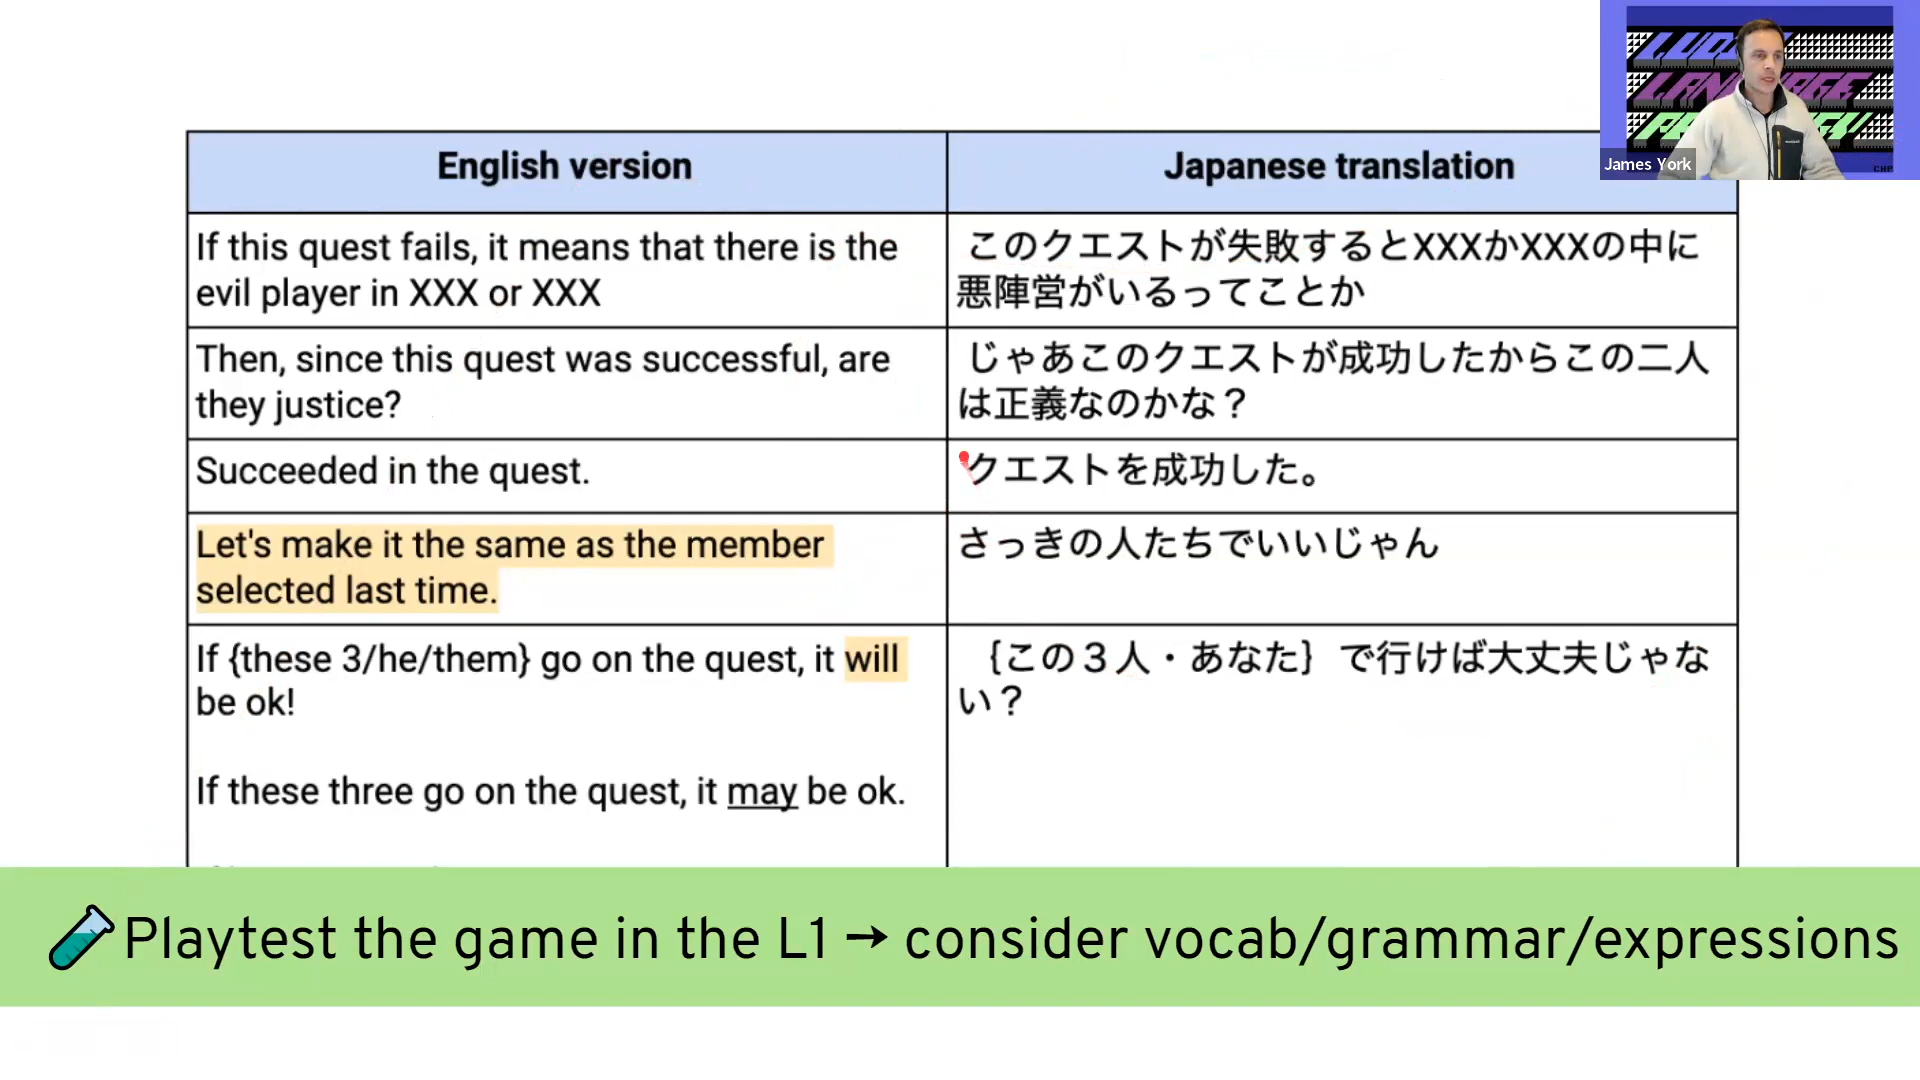 English version
Japanese translation
If this quest fails, it means that there is the
evil player in XXX or XXX
このクエストが失敗するとXXXかXXXの中に
悪陣営がいるってことか
Then, since this quest was successful, are
they justice?
じゃあこのクエストが成功したからこの二人
は正義なのかな？
Succeeded in the quest.
クエストを成功した。
Let's make it the same as the member
selected last time.
さっきの人たちでいいじゃん
If {these 3/he/them} go on the quest, it will
be ok!
{この３人・あなた} で行けば大丈夫じゃな
い？
If these three go on the quest, it may be ok.
Playtest the game in the L1 → consider vocab/grammar/expressions
James York